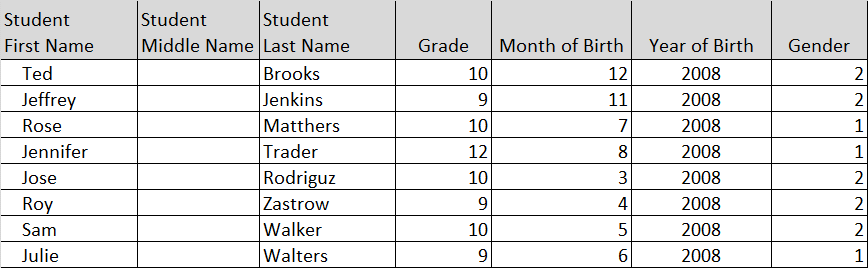 Student First Name Student Middle Name Student Last Name Grade Month of Birth Year of Birth Gender
Ted Brooks 10 12 2008 2
Jeffrey Jenkins 9 11 2008 2
Rose Matthers 10 7 2008 1
Jennifer Trader 12 8 2008 1
Jose Rodriguz 10 3 2008 2
Roy Zastrow 9 4 2008 2
Sam Walker 10 5 2008 2
Julie Walters 9 6 2008 1